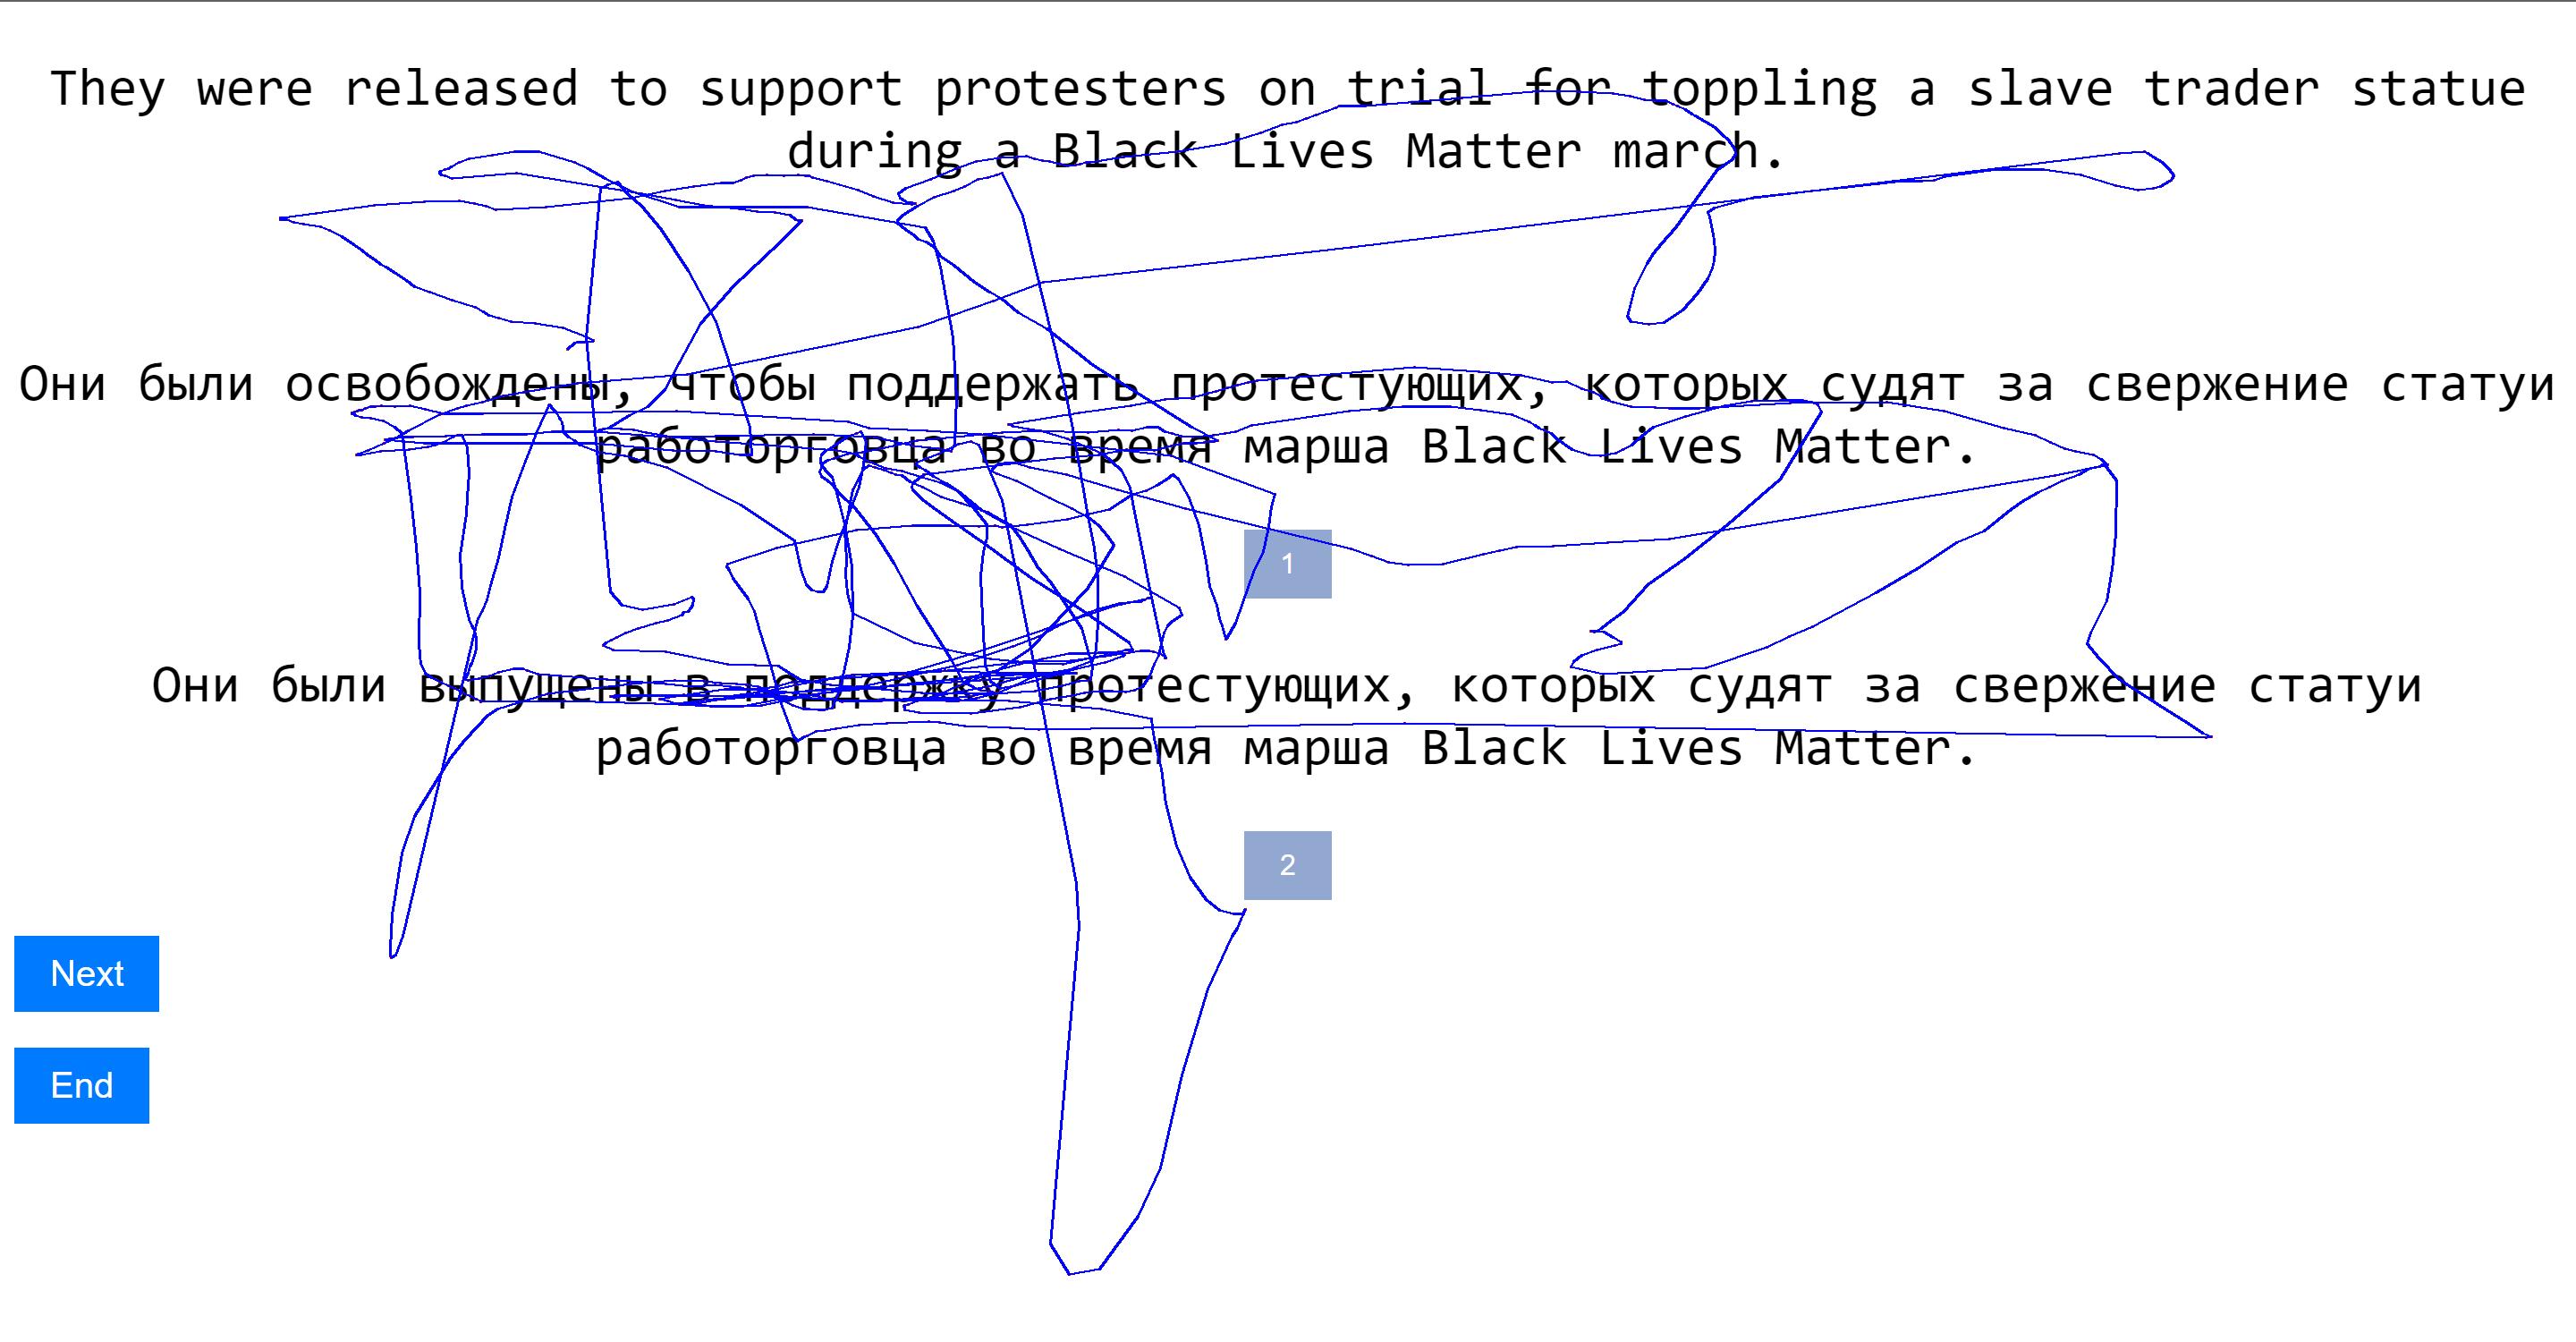 They were released to support protesters on trial for toppling a slave trader statue
during a Black Lives Matter march.
Они были освобождены, чтобы поддержать протестующих, которых судят за свержение статуи
работорговца во время марша Black Lives Matter.
1
Они были выпущены в поддержку протестующих, которых судят за свержение статуи
работорговца во время марша Black Lives Matter.
2
Next
End